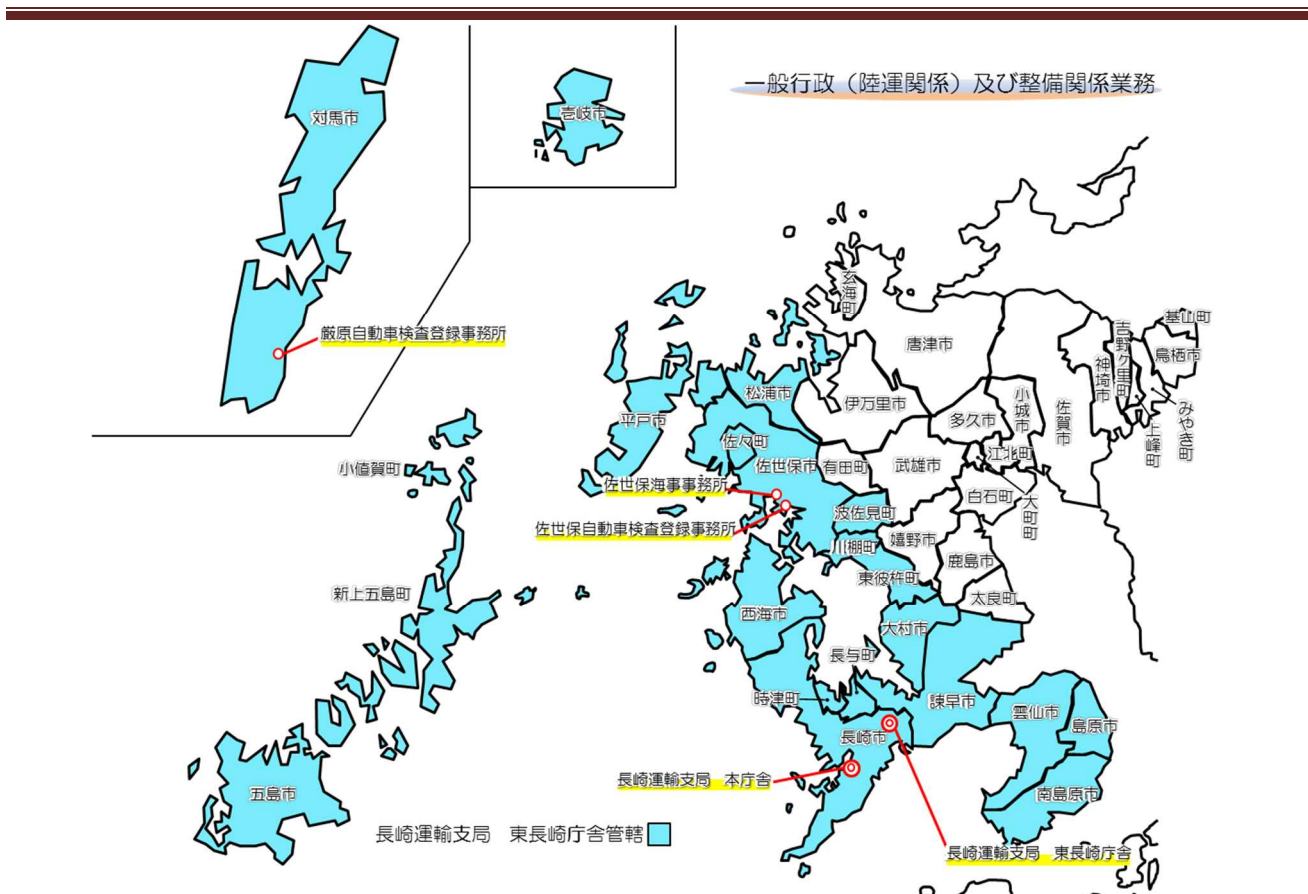 一般行政（陸運関係）及び整備関係業務
対馬市
壱岐市
厳原自動車検査登録事務所
玄海町
唐津市
吉野ヶ里町
基山町
鳥栖市
神埼市
みやき町
上峰町
松浦市
伊万里市
多久市
小城市
佐賀市
平戸市
佐々町
佐世保市
有田町
武雄市
江北町
小値賀町
佐世保海事事務所
白石町
大町町
佐世保自動車検査登録事務所
波佐見町
川棚町
嬉野市
鹿島市
東彼杵町
太良町
新上五島町
西海市
大村市
長与町
時津町
諫早市
雲仙市
島原市
長崎市
長崎運輸支局　本庁舎
五島市
南島原市
長崎運輸支局　東長崎庁舎管轄
長崎運輸支局　東長崎庁舎